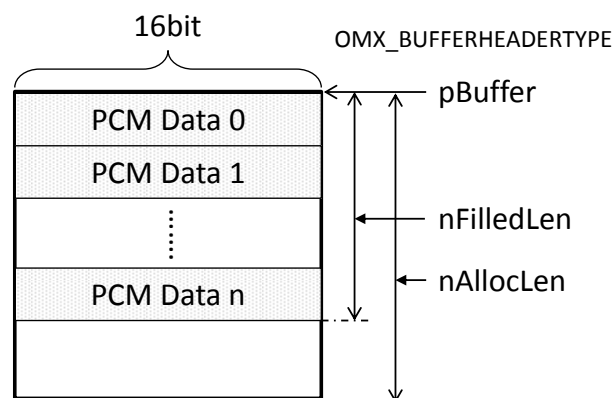 16bit
OMX_BUFFERHEADERTYPE
pBuffer
PCM Data 0
PCM Data 1
nFilledLen
nAllocLen
PCM Data n